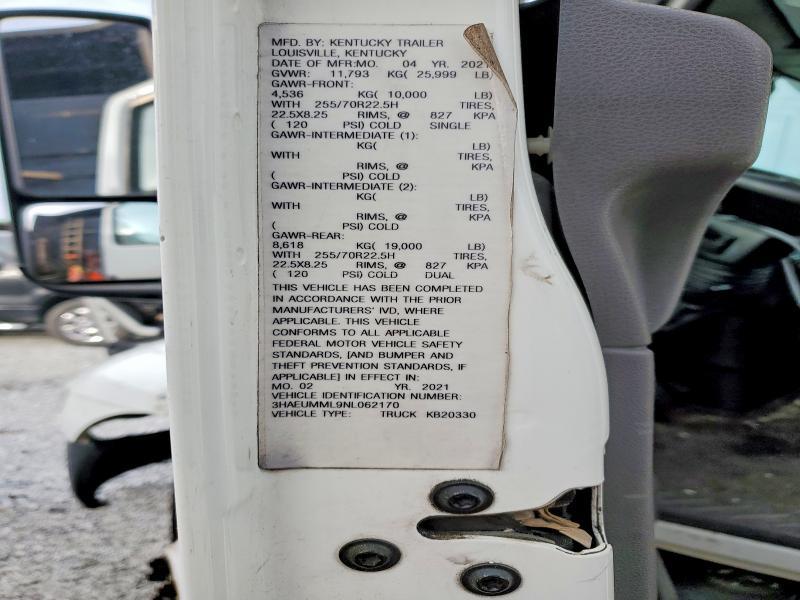 MFD. BY: KENTUCKY TRAILER
LOUISVILLE, KENTUCKY
DATE OF MFR:MO. 04 YR. 2021
GVWR: 11,793 KG( 25,999 LB)
GAWR-FRONT:
4,536 KG( 10,000 LB)
WITH 255/70R22.5H TIRES,
22.5X8.25 RIMS, @ 827 KPA
( 120 PSI) COLD SINGLE
GAWR-INTERMEDIATE (1):
KG( LB)
WITH TIRES,
RIMS, @ KPA
( PSI) COLD
GAWR-INTERMEDIATE (2):
KG( LB)
WITH TIRES,
RIMS, @ KPA
( PSI) COLD
GAWR-REAR:
8,618 KG( 19,000 LB)
WITH 255/70R22.5H TIRES,
22.5X8.25 RIMS, @ 827 KPA
( 120 PSI) COLD DUAL
THIS VEHICLE HAS BEEN COMPLETED
IN ACCORDANCE WITH THE PRIOR
MANUFACTURERS' IVD, WHERE
APPLICABLE. THIS VEHICLE
CONFORMS TO ALL APPLICABLE
FEDERAL MOTOR VEHICLE SAFETY
STANDARDS, [AND BUMPER AND
THEFT PREVENTION STANDARDS, IF
APPLICABLE] IN EFFECT IN:
MO. 02 YR. 2021
VEHICLE IDENTIFICATION NUMBER:
3HAEUMML9NL062170
VEHICLE TYPE: TRUCK KB20330